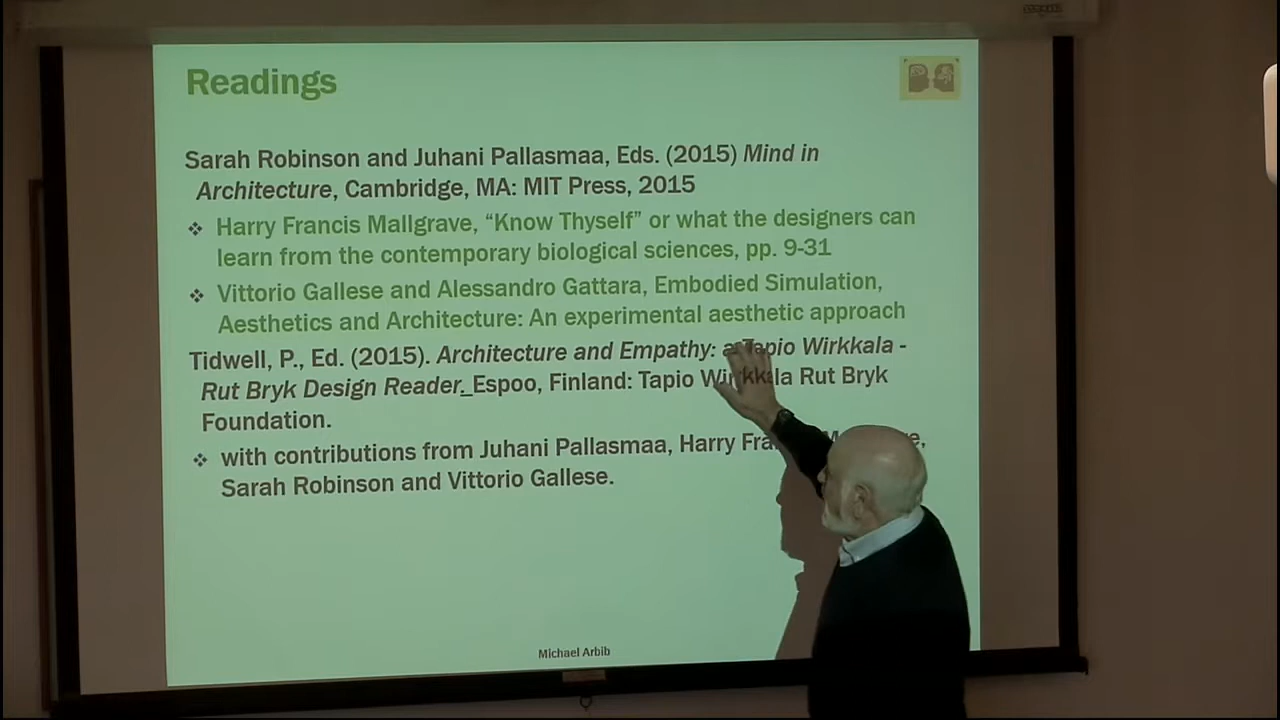 Readings
Sarah Robinson and Juhani Pallasmaa, Eds. (2015) Mind in
Architecture, Cambridge, MA: MIT Press, 2015
❖ Harry Francis Mallgrave, “Know Thyself” or what the designers can
learn from the contemporary biological sciences, pp. 9-31
❖ Vittorio Gallese and Alessandro Gattara, Embodied Simulation,
Aesthetics and Architecture: An experimental aesthetic approach
Tidwell, P., Ed. (2015). Architecture and Empathy: a Tapio Wirkkala -
Rut Bryk Design Reader. Espoo, Finland: Tapio Wirkkala Rut Bryk
Foundation.
❖ with contributions from Juhani Pallasmaa, Harry
Sarah Robinson and Vittorio Gallese.
Michael Arbib